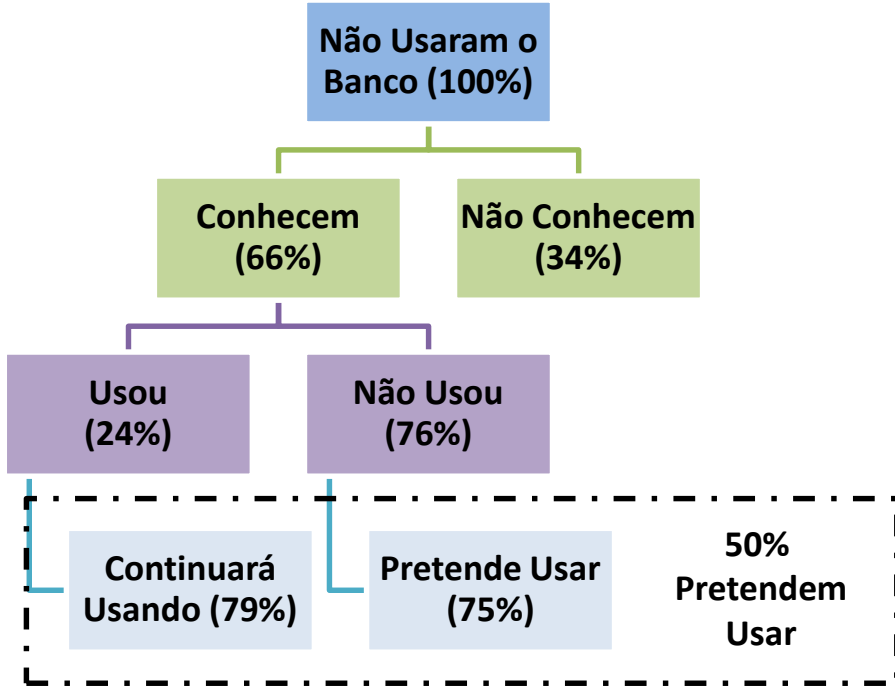 Não Usaram o
Banco (100%)
Conhecem
(66%)
Não Conhecem
(34%)
Usou
(24%)
Não Usou
(76%)
Continuará
Usando (79%)
Pretende Usar
(75%)
50%
Pretendem
Usar